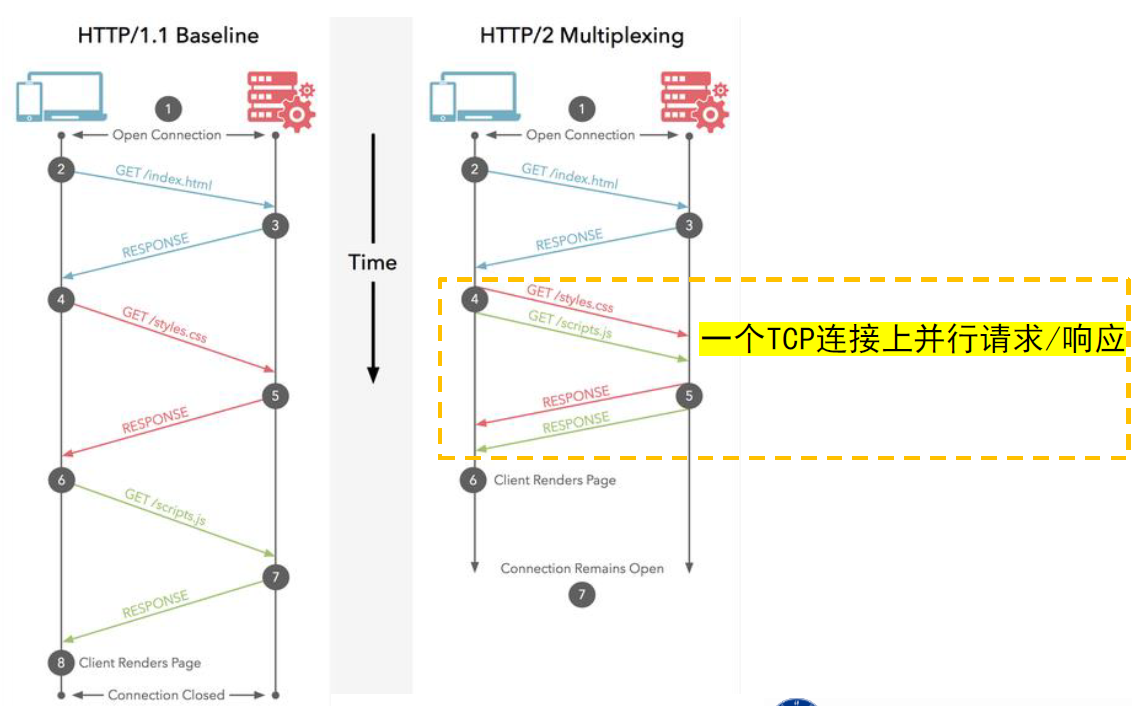 HTTP/1.1 Baseline
1
Open Connection
2
GET /index.html
3
RESPONSE
4
GET /styles.css
5
RESPONSE
6
GET /scripts.js
7
RESPONSE
8
Client Renders Page
Connection Closed
Time
HTTP/2 Multiplexing
1
Open Connection
2
GET /index.html
3
RESPONSE
4
GET /styles.css
GET /scripts.js
一个TCP连接上并行请求/响应
5
RESPONSE
RESPONSE
6
Client Renders Page
Connection Remains Open
7